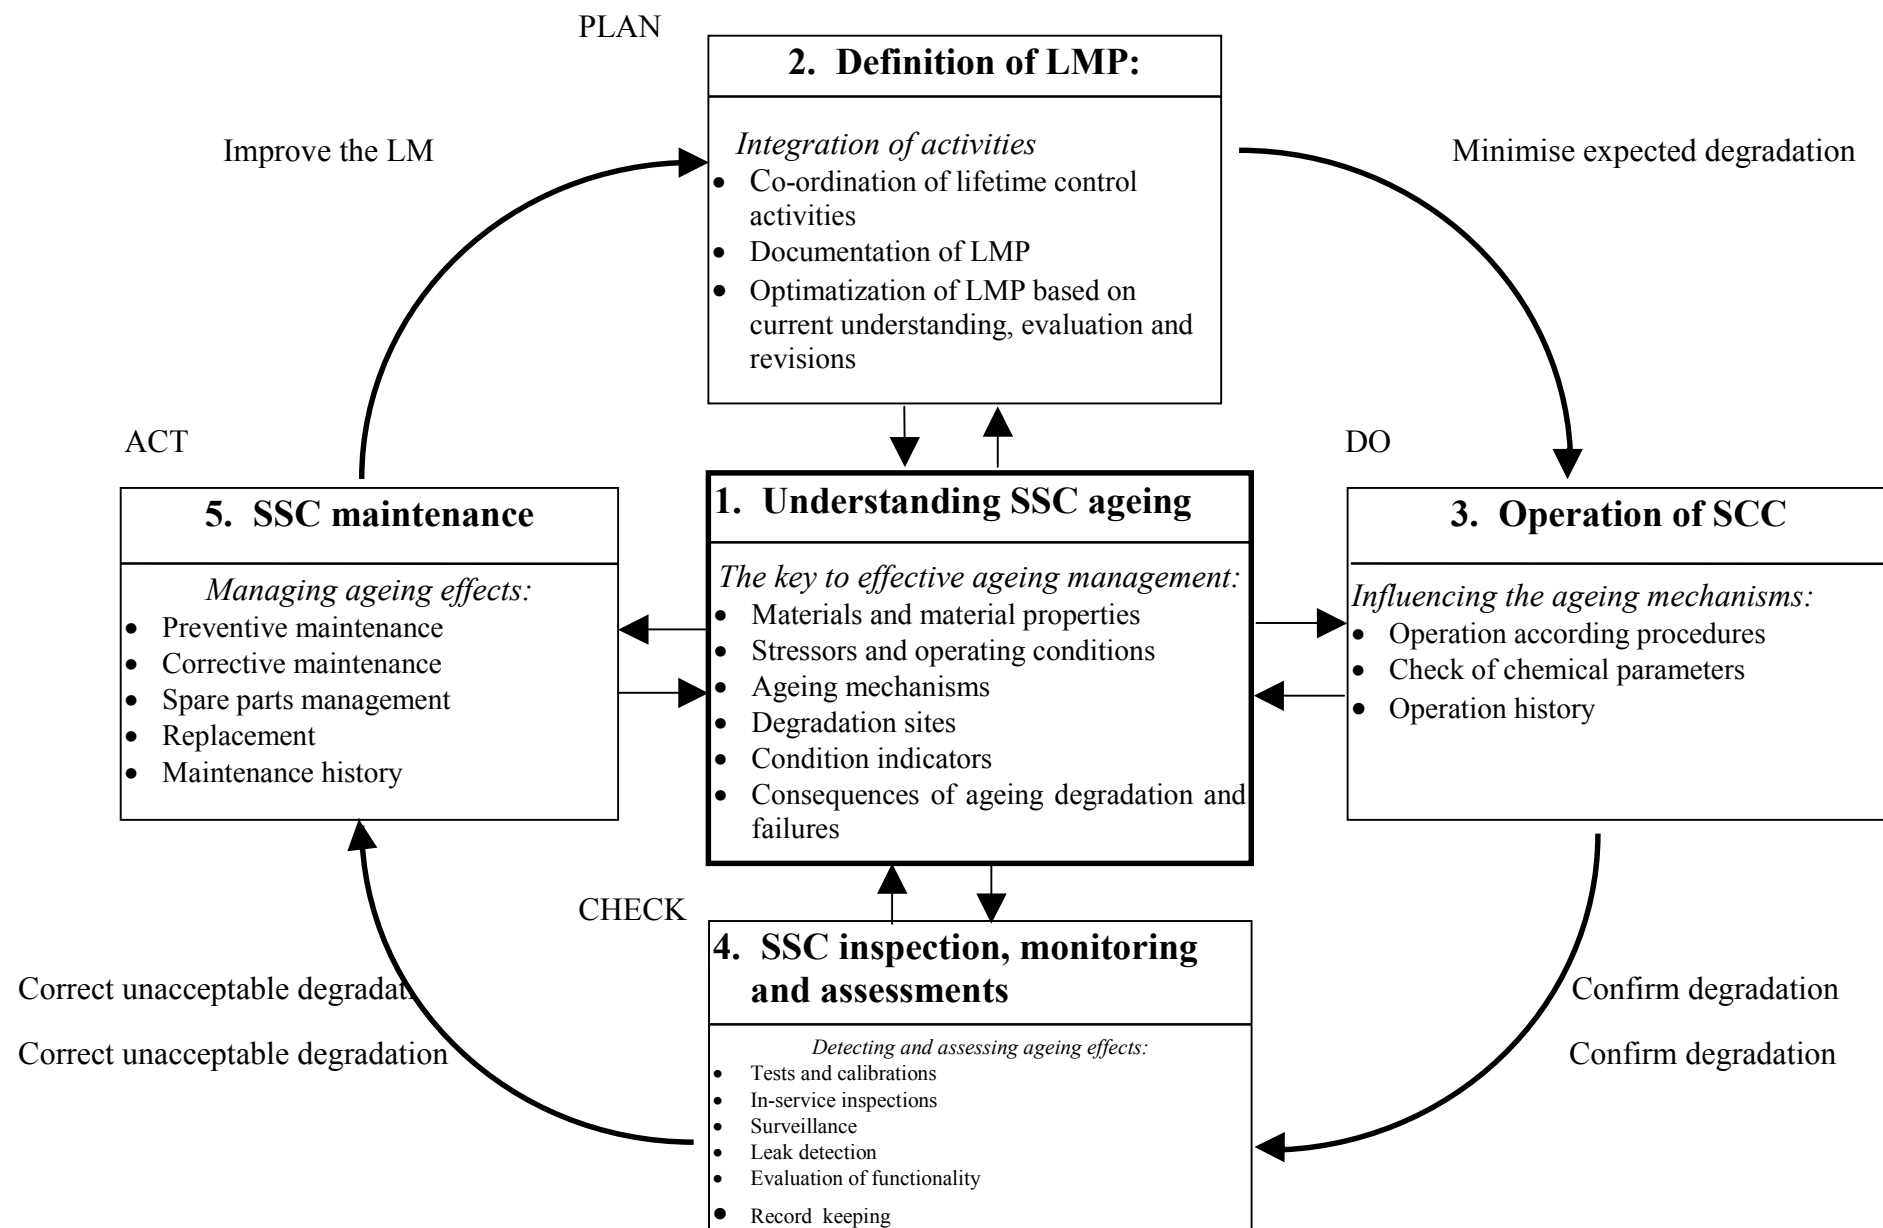 PLAN
2. Definition of LMP:
Integration of activities
• Co-ordination of lifetime control
activities
• Documentation of LMP
• Optimatization of LMP based on
current understanding, evaluation and
revisions
Improve the LM
Minimise expected degradation
ACT
DO
5. SSC maintenance
Managing ageing effects:
• Preventive maintenance
• Corrective maintenance
• Spare parts management
• Replacement
• Maintenance history
1. Understanding SSC ageing
The key to effective ageing management:
• Materials and material properties
• Stressors and operating conditions
• Ageing mechanisms
• Degradation sites
• Condition indicators
• Consequences of ageing degradation and
failures
3. Operation of SCC
Influencing the ageing mechanisms:
• Operation according procedures
• Check of chemical parameters
• Operation history
CHECK
4. SSC inspection, monitoring
and assessments
Detecting and assessing ageing effects:
• Tests and calibrations
• In-service inspections
• Surveillance
• Leak detection
• Evaluation of functionality
• Record keeping
Correct unacceptable degradati
Correct unacceptable degradation
Confirm degradation
Confirm degradation